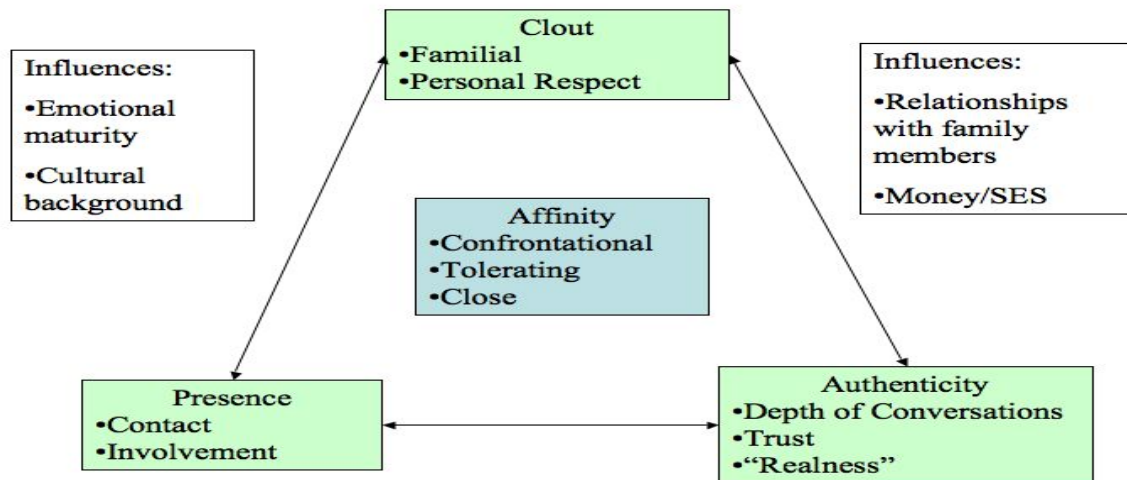 Clout
•Familial
•Personal Respect
Influences:
•Emotional
maturity
•Cultural
background
Influences:
•Relationships
with family
members
•Money/SES
Affinity
•Confrontational
•Tolerating
•Close
Presence
•Contact
•Involvement
Authenticity
•Depth of Conversations
•Trust
•“Realness”